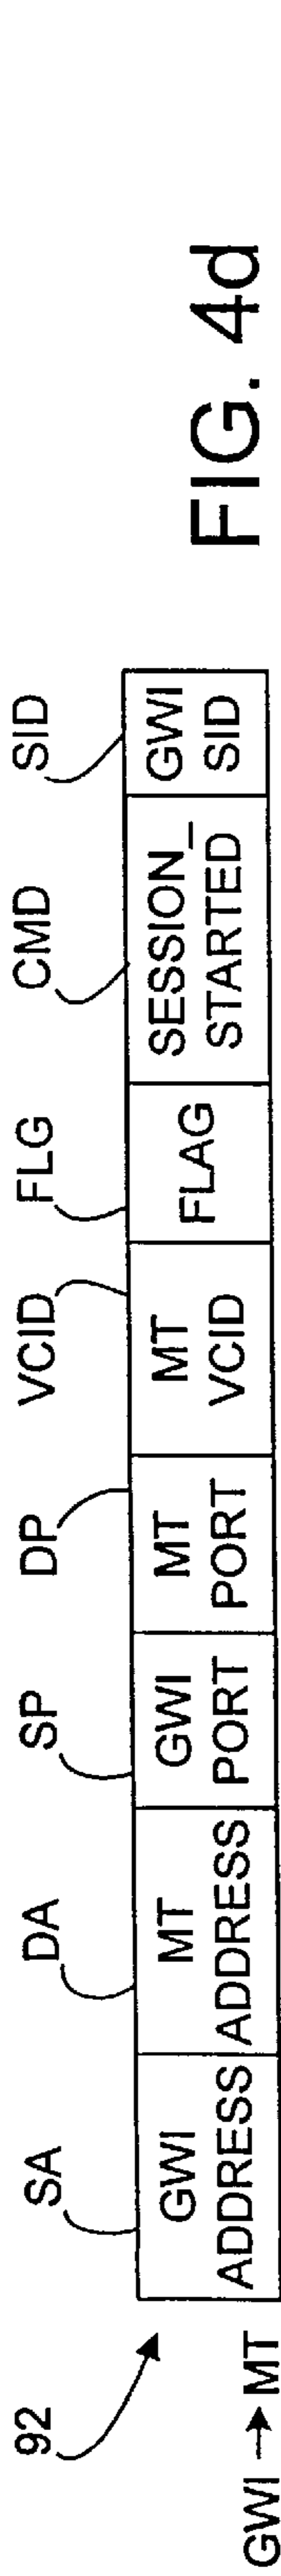 92
SA
DA
SP
DP
VCID
FLG
CMD
SID
GWI
ADDRESS
MT
ADDRESS
GWI
PORT
MT
PORT
MT
VCID
FLAG
SESSION_
STARTED
GWI
SID
GWI → MT
FIG. 4d